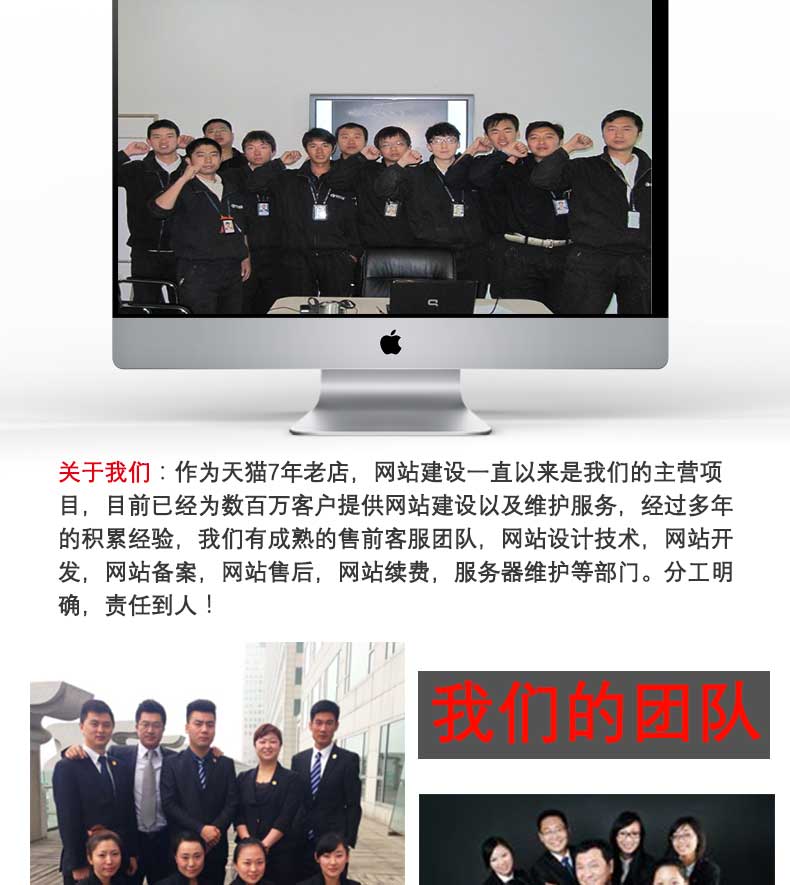 关于我们：作为天猫7年老店，网站建设一直以来是我们的主营项
目，目前已经为数百万客户提供网站建设以及维护服务，经过多年
的积累经验，我们有成熟的售前客服团队，网站设计技术，网站开
发，网站备案，网站售后，网站续费，服务器维护等部门。分工明
确，责任到人！
我们的团队